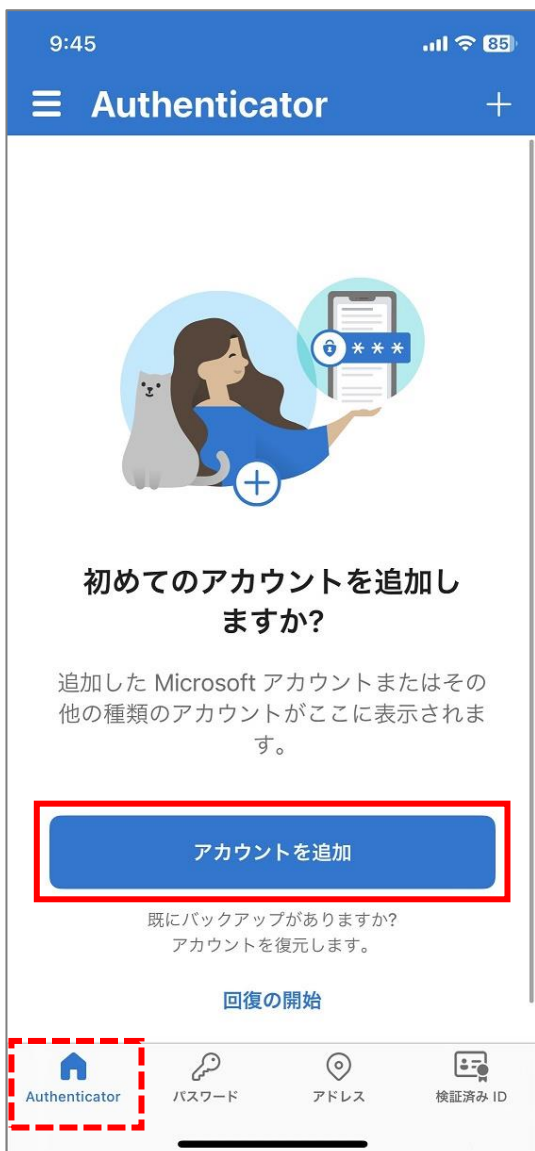 9:45
85
Authenticator
***
初めてのアカウントを追加し
ますか?
追加した Microsoft アカウントまたはその
他の種類のアカウントがここに表示されま
す。
アカウントを追加
既にバックアップがありますか?
アカウントを復元します。
回復の開始
Authenticator
パスワード
アドレス
検証済み ID